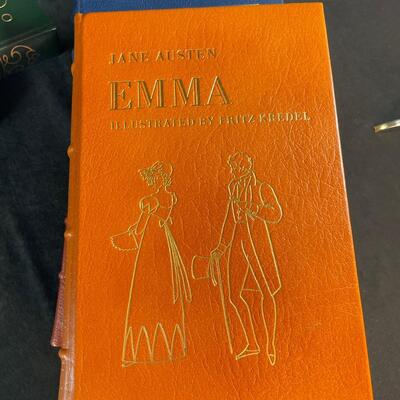 JANE AUSTEN
EMMA
ILLUSTRATED BY FRITZ KREDEL